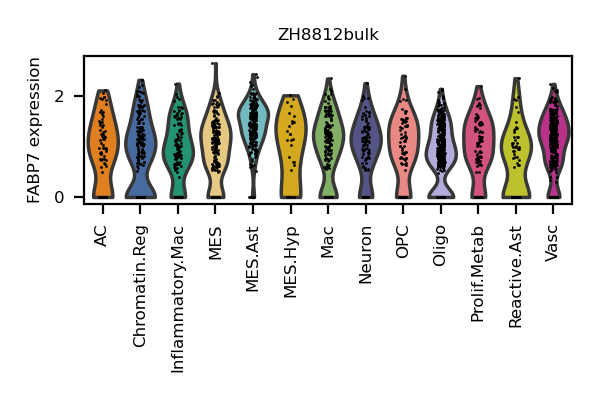 ZH8812bulk
FABP7 expression
2
0
AC
Chromatin.Reg
Inflammatory.Mac
MES
MES.Ast
MES.Hyp
Mac
Neuron
OPC
Oligo
Prolif.Metab
Reactive.Ast
Vasc